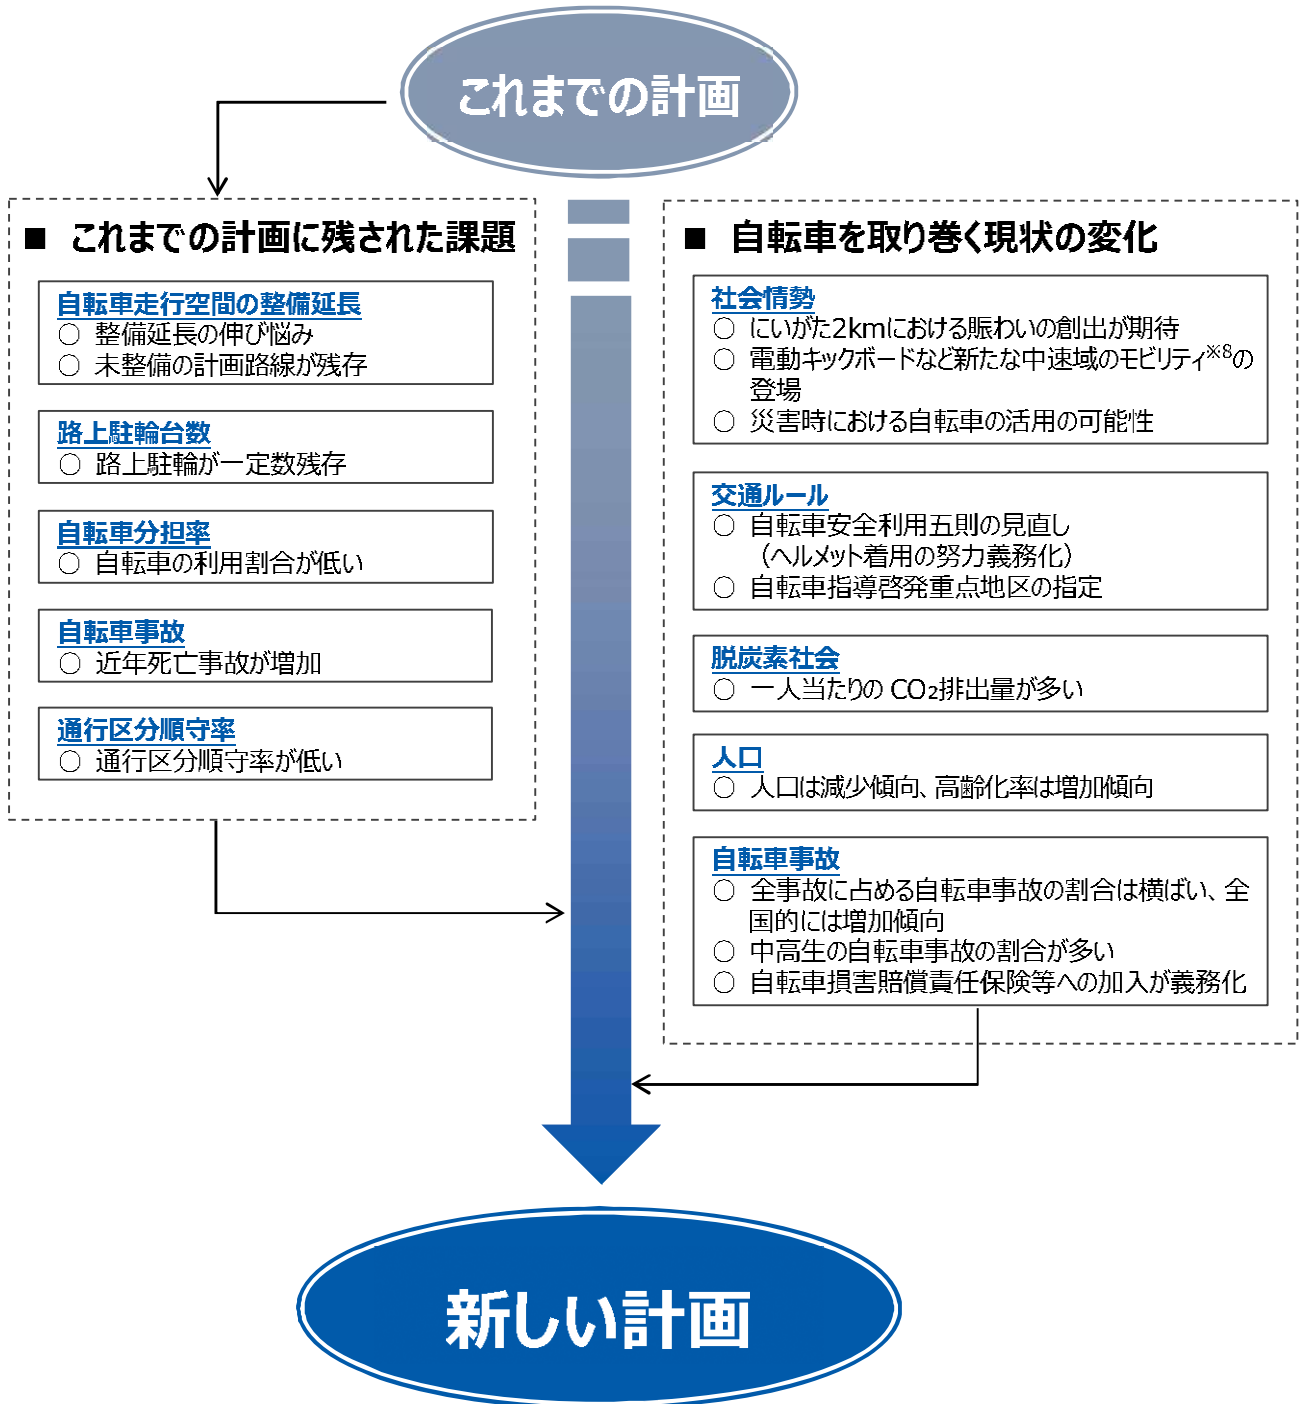 これまでの計画
■ これまでの計画に残された課題
自転車走行空間の整備延長
○ 整備延長の伸び悩み
○ 未整備の計画路線が残存
路上駐輪台数
○ 路上駐輪が一定数残存
自転車分担率
○ 自転車の利用割合が低い
自転車事故
○ 近年死亡事故が増加
通行区分順守率
○ 通行区分順守率が低い
■ 自転車を取り巻く現状の変化
社会情勢
○ にいがた2kmにおける賑わいの創出が期待
○ 電動キックボードなど新たな中速域のモビリティ※8の
登場
○ 災害時における自転車の活用の可能性
交通ルール
○ 自転車安全利用五則の見直し
（ヘルメット着用の努力義務化）
○ 自転車指導啓発重点地区の指定
脱炭素社会
○ 一人当たりの CO₂排出量が多い
人口
○ 人口は減少傾向、高齢化率は増加傾向
自転車事故
○ 全事故に占める自転車事故の割合は横ばい、全
国的には増加傾向
○ 中高生の自転車事故の割合が多い
○ 自転車損害賠償責任保険等への加入が義務化
新しい計画